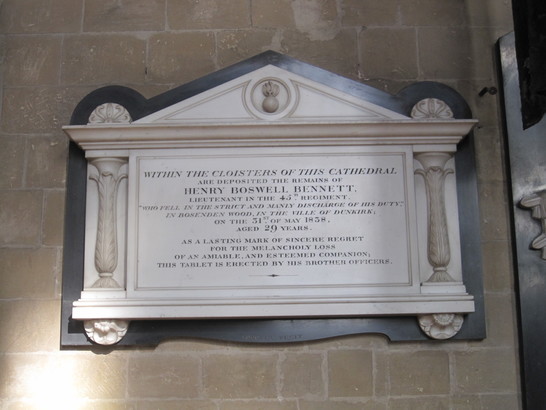 WITHIN THE CLOISTERS OF THIS CATHEDRAL
ARE DEPOSITED THE REMAINS OF
HENRY BOSWELL BENNETT,
LIEUTENANT IN THE 45TH REGIMENT.
"WHO FELL IN THE STRICT AND MANLY DISCHARGE OF HIS DUTY,"
IN BOSENDEN WOOD, IN THE VILLE OF DUNKIRK;
ON THE 31ST OF MAY 1838,
AGED 29 YEARS.
AS A LASTING MARK OF SINCERE REGRET
FOR THE MELANCHOLY LOSS
OF AN AMIABLE, AND ESTEEMED COMPANION;
THIS TABLET IS ERECTED BY HIS BROTHER OFFICERS.